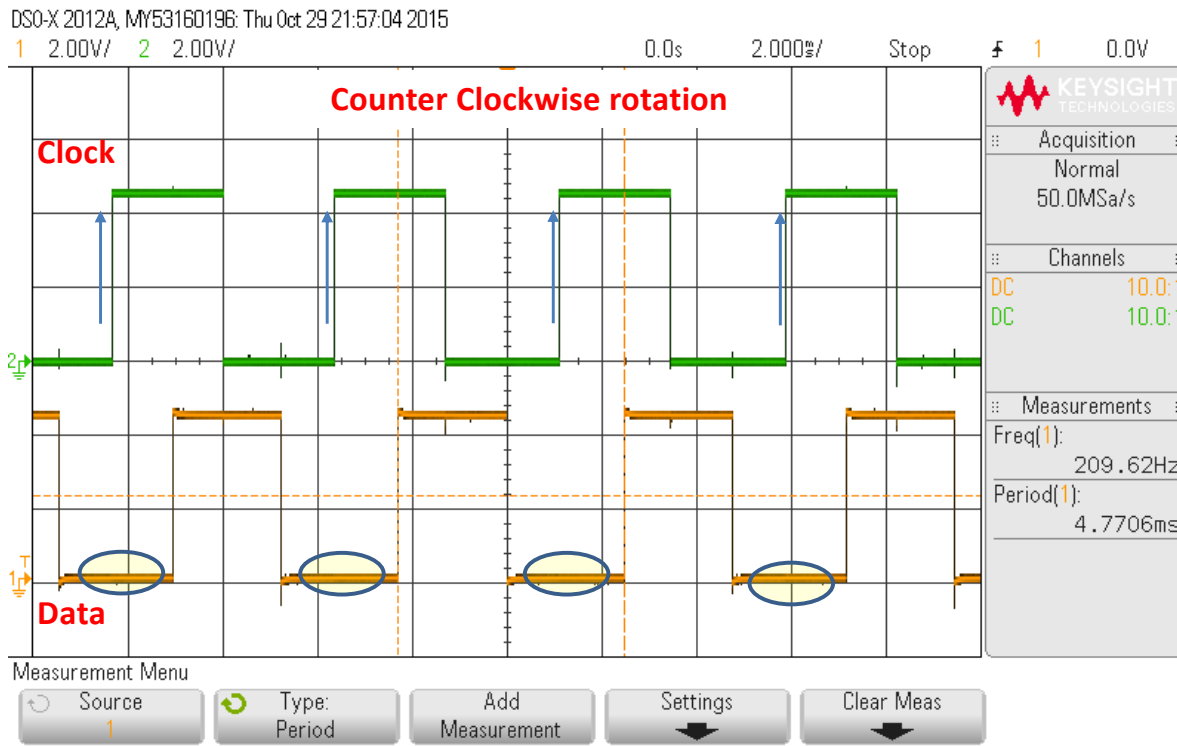 DSO-X 2012A, MY53160196: Thu Oct 29 21:57:04 2015
1 2.00V/ 2 2.00V/ 0.0s 2.000ms/ Stop 1 0.0V
Counter Clockwise rotation
Clock
2
T
1
Data
KEYSIGHT
TECHNOLOGIES
Acquisition
Normal
50.0MSa/s
Channels
DC 10.0:1
DC 10.0:1
Measurements
Freq(1):
209.62Hz
Period(1):
4.7706ms
Measurement Menu
Source
1
Type:
Period
Add
Measurement
Settings
Clear Meas